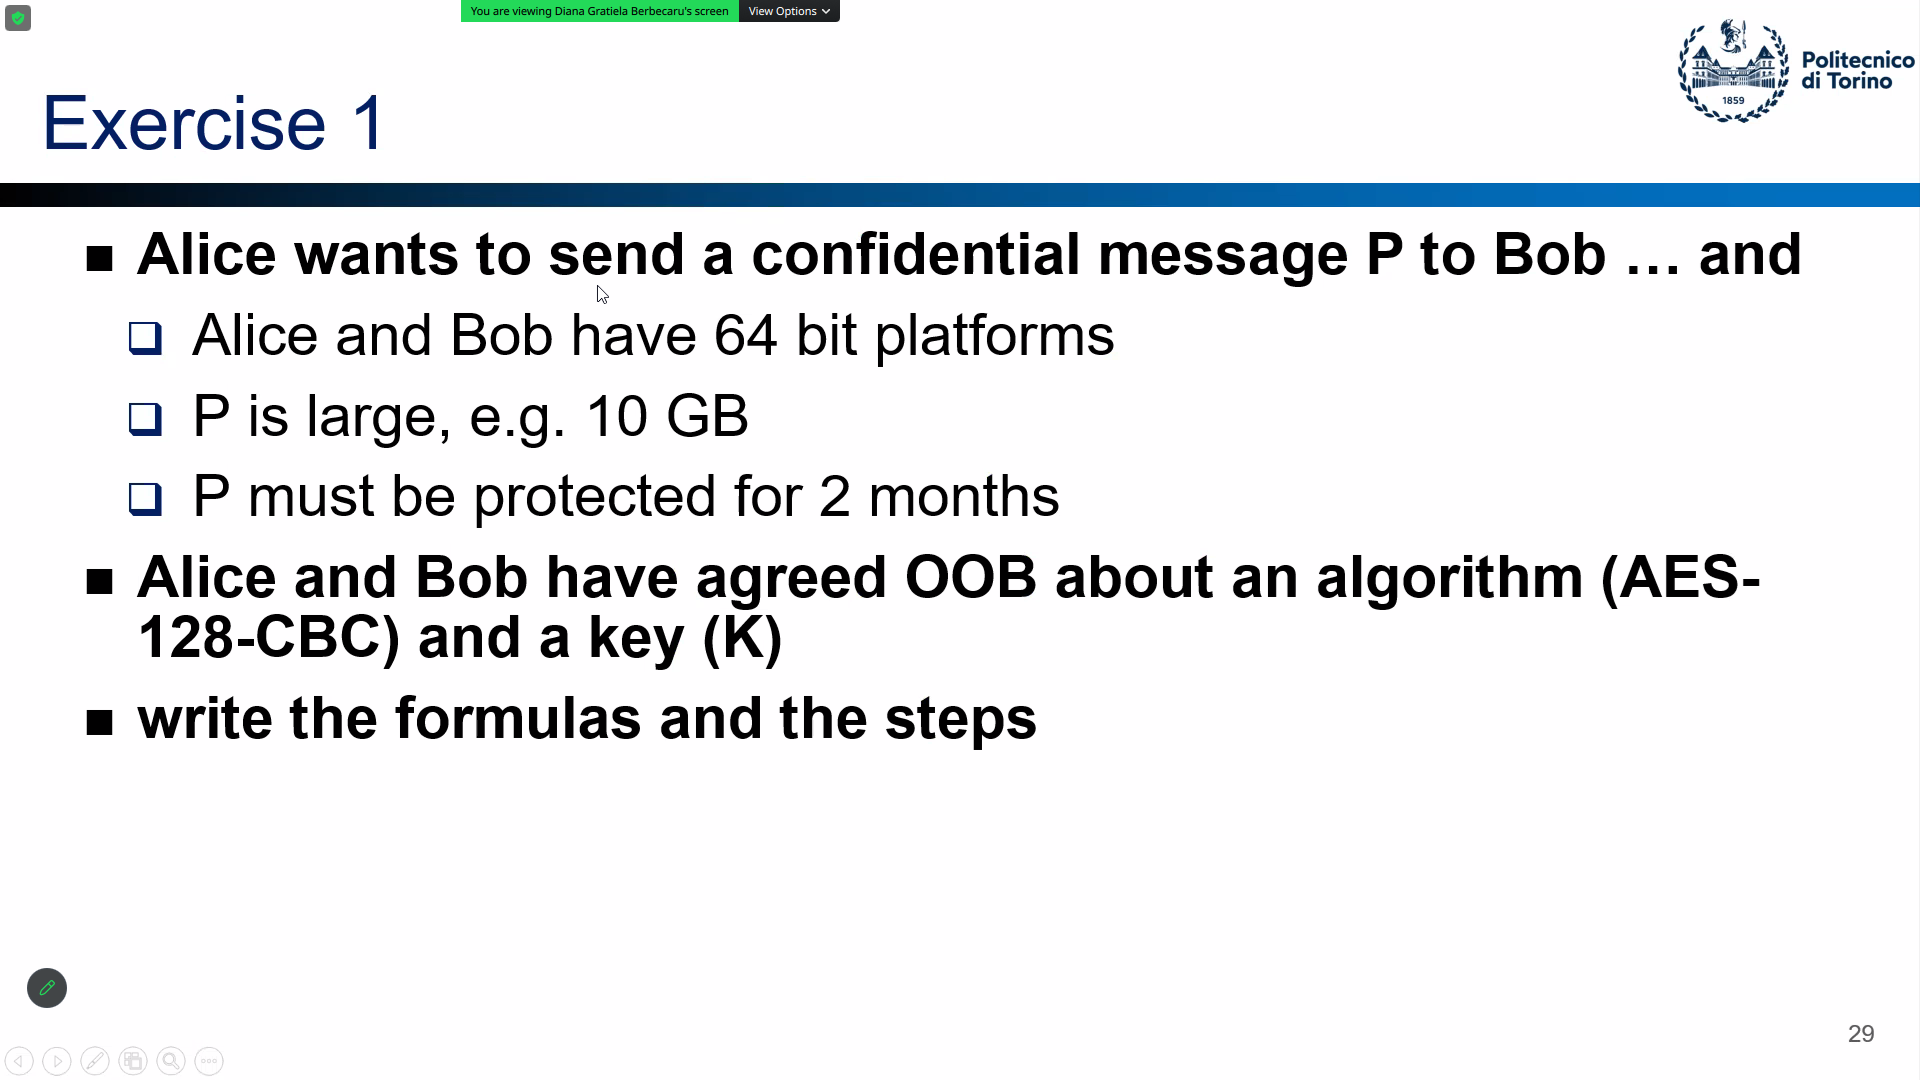 You are viewing Diana Gratiela Berbecaru's screen View Options
Politecnico
di Torino
1859
Exercise 1
Alice wants to send a confidential message P to Bob … and
Alice and Bob have 64 bit platforms
P is large, e.g. 10 GB
P must be protected for 2 months
Alice and Bob have agreed OOB about an algorithm (AES-
128-CBC) and a key (K)
write the formulas and the steps
29